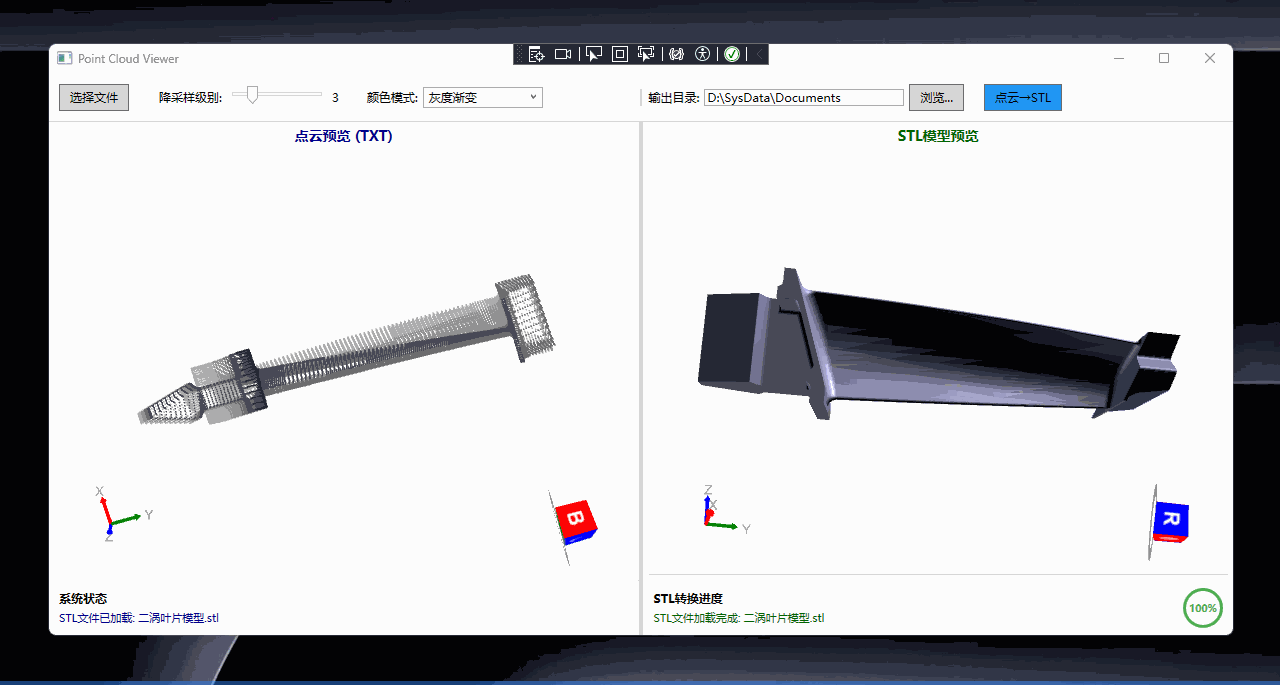 Point Cloud Viewer
选择文件 降采样级别: 3 颜色模式: 灰度渐变 输出目录: D:\SysData\Documents 浏览... 点云→STL
点云预览 (TXT)
STL模型预览
X
Y
Z
B
Z
X
Y
R
系统状态
STL文件已加载: 二涡叶片模型.stl
STL转换进度
STL文件加载完成: 二涡叶片模型.stl
100%